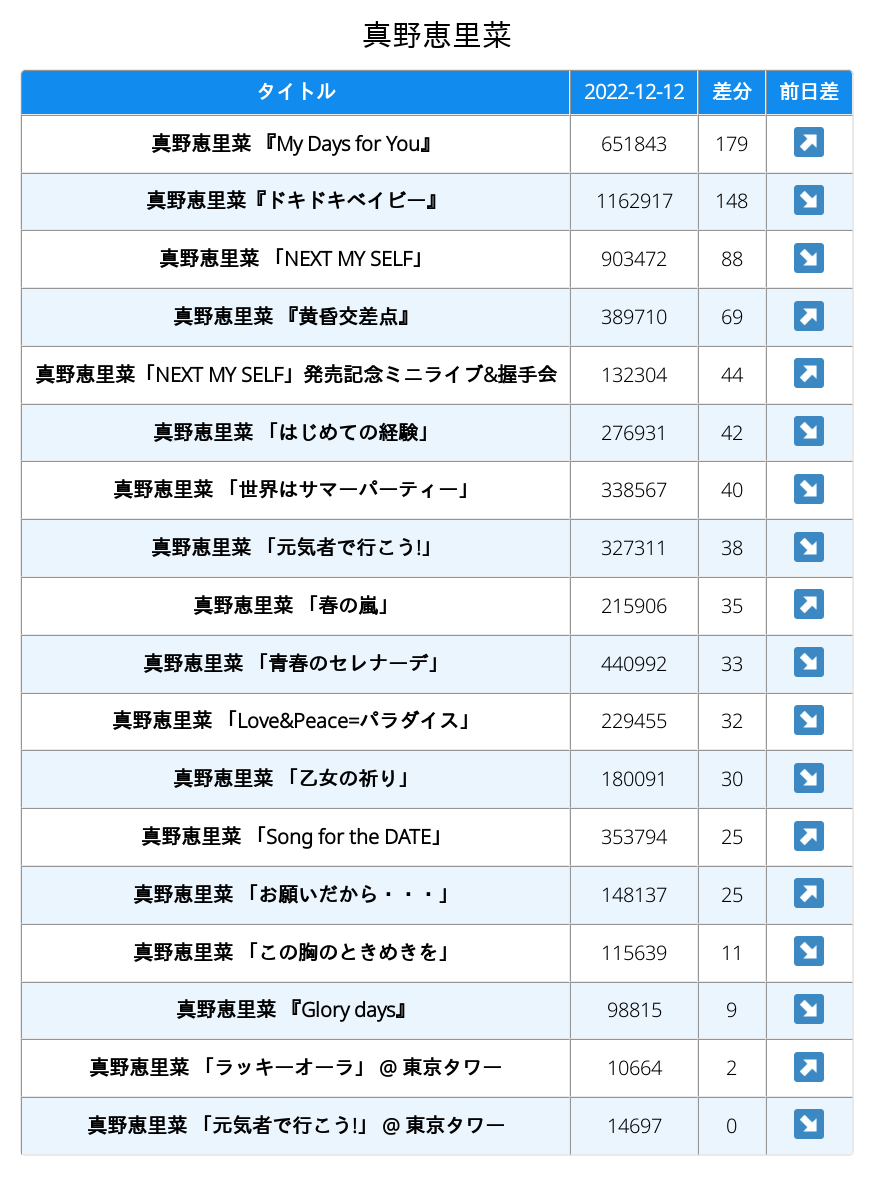 真野恵里菜
タイトル 2022-12-12 差分 前日差
真野恵里菜 『My Days for You』 651843 179 ↗
真野恵里菜『ドキドキベイビー』 1162917 148 ↘
真野恵里菜 「NEXT MY SELF」 903472 88 ↘
真野恵里菜 『黄昏交差点』 389710 69 ↗
真野恵里菜「NEXT MY SELF」発売記念ミニライブ&握手会 132304 44 ↗
真野恵里菜 「はじめての経験」 276931 42 ↘
真野恵里菜 「世界はサマーパーティー」 338567 40 ↘
真野恵里菜 「元気者で行こう!」 327311 38 ↘
真野恵里菜 「春の嵐」 215906 35 ↗
真野恵里菜 「青春のセレナーデ」 440992 33 ↘
真野恵里菜 「Love&Peace=パラダイス」 229455 32 ↘
真野恵里菜 「乙女の祈り」 180091 30 ↘
真野恵里菜 「Song for the DATE」 353794 25 ↗
真野恵里菜 「お願いだから・・・」 148137 25 ↗
真野恵里菜 「この胸のときめきを」 115639 11 ↘
真野恵里菜 『Glory days』 98815 9 ↘
真野恵里菜 「ラッキーオーラ」 @ 東京タワー 10664 2 ↗
真野恵里菜 「元気者で行こう!」 @ 東京タワー 14697 0 ↘